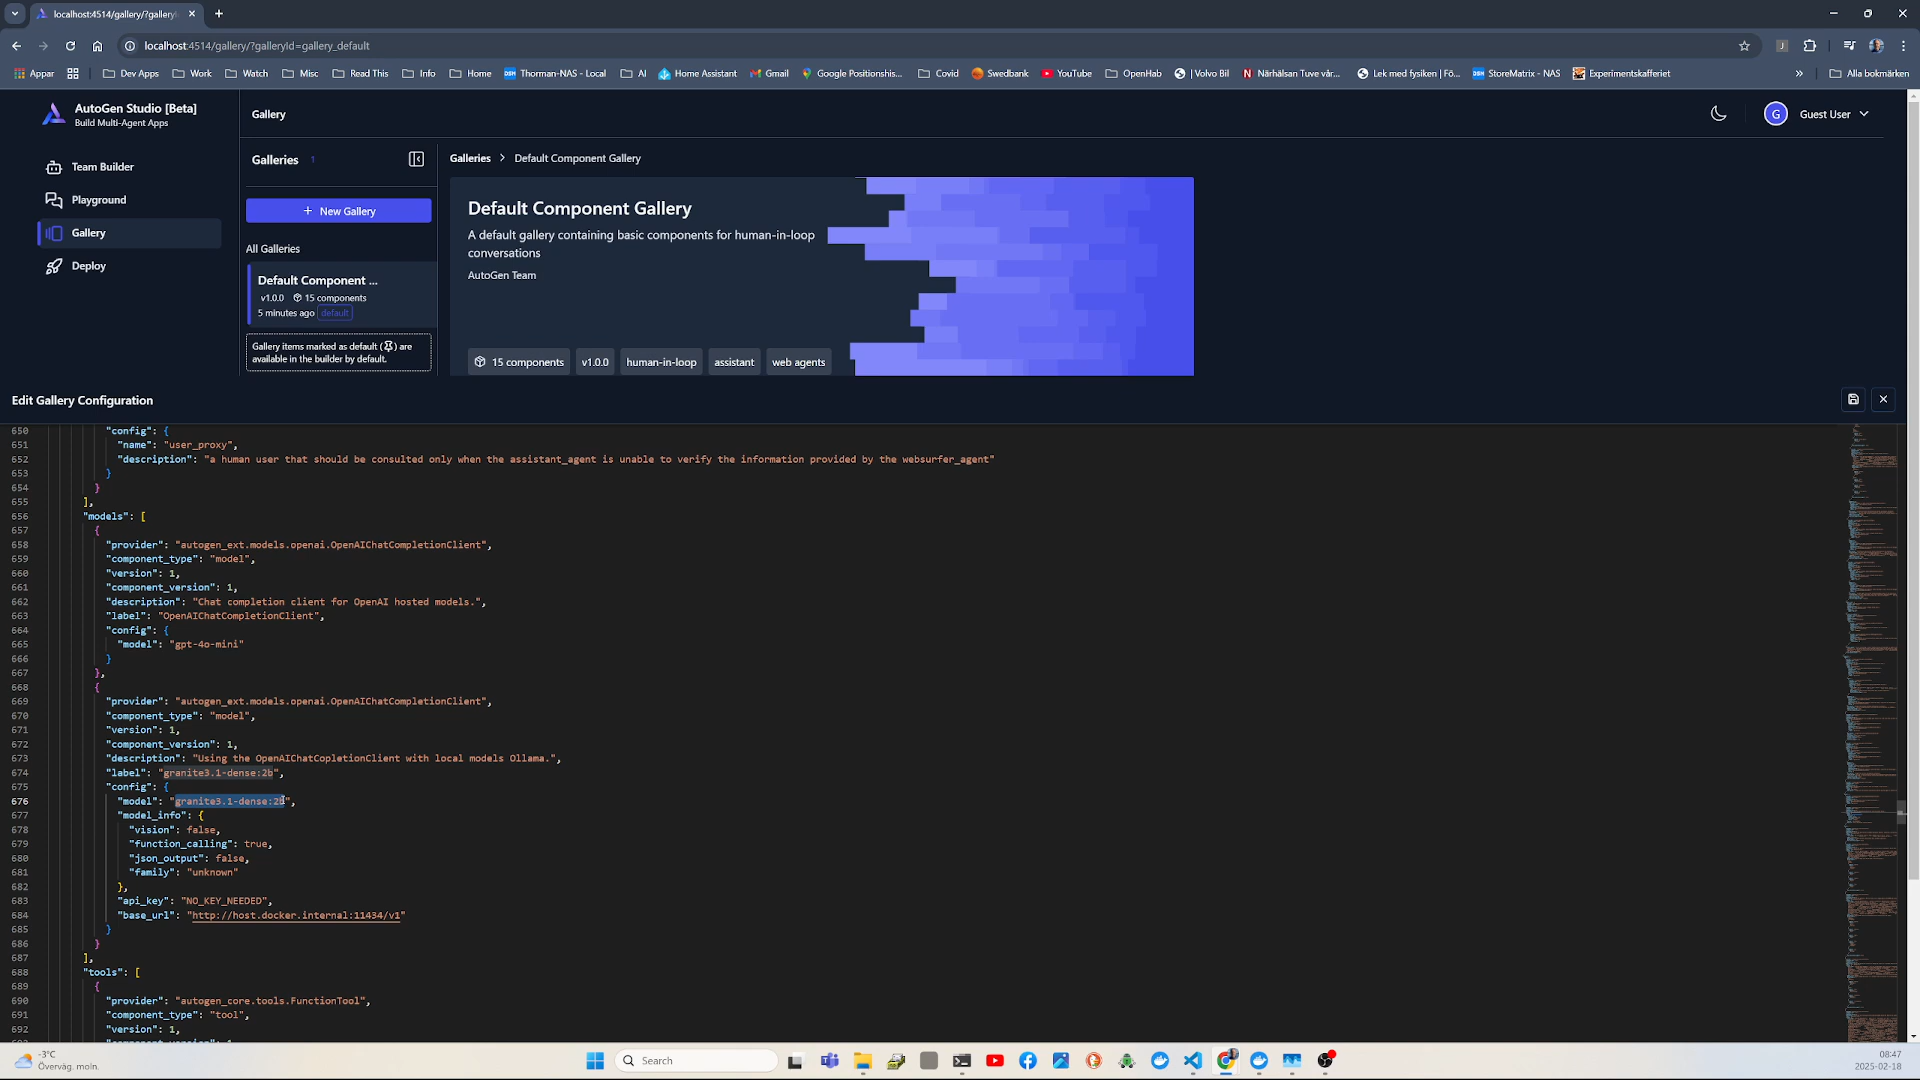 localhost:4514/gallery/?gallery
localhost:4514/gallery/?galleryId=gallery_default
Appar
Dev Apps
Work
Watch
Misc
Read This
Info
Home
Thorman-NAS - Local
AI
Home Assistant
Gmail
Google Positionshis...
Covid
Swedbank
YouTube
OpenHab
| Volvo Bil
Närhälsan Tuve vår...
Lek med fysiken | Fö...
StoreMatrix - NAS
Experimentskafferiet
»
Alla bokmärken
AutoGen Studio [Beta]
Build Multi-Agent Apps
Gallery
G
Guest User
Team Builder
Playground
Gallery
Deploy
Galleries 1
+ New Gallery
All Galleries
Default Component ...
v1.0.0 15 components
5 minutes ago default
Gallery items marked as default () are
available in the builder by default.
Galleries > Default Component Gallery
Default Component Gallery
A default gallery containing basic components for human-in-loop
conversations
AutoGen Team
15 components v1.0.0 human-in-loop assistant web agents
Edit Gallery Configuration
650 "config": {
651 "name": "user_proxy",
652 "description": "a human user that should be consulted only when the assistant_agent is unable to verify the information provided by the websurfer_agent"
653 }
654 }
655 ],
656 "models": [
657 {
658 "provider": "autogen_ext.models.openai.OpenAIChatCompletionClient",
659 "component_type": "model",
660 "version": 1,
661 "component_version": 1,
662 "description": "Chat completion client for OpenAI hosted models.",
663 "label": "OpenAIChatCompletionClient",
664 "config": {
665 "model": "gpt-4o-mini"
666 }
667 },
668 {
669 "provider": "autogen_ext.models.openai.OpenAIChatCompletionClient",
670 "component_type": "model",
671 "version": 1,
672 "component_version": 1,
673 "description": "Using the OpenAIChatCopletionClient with local models Ollama.",
674 "label": "granite3.1-dense:2b",
675 "config": {
676 "model": "granite3.1-dense:2b",
677 "model_info": {
678 "vision": false,
679 "function_calling": true,
680 "json_output": false,
681 "family": "unknown"
682 },
683 "api_key": "NO_KEY_NEEDED",
684 "base_url": "http://host.docker.internal:11434/v1"
685 }
686 }
687 ],
688 "tools": [
689 {
690 "provider": "autogen_core.tools.FunctionTool",
691 "component_type": "tool",
692 "version": 1,
-3°C
Överväg. moln.
Search
08:47
2025-02-18